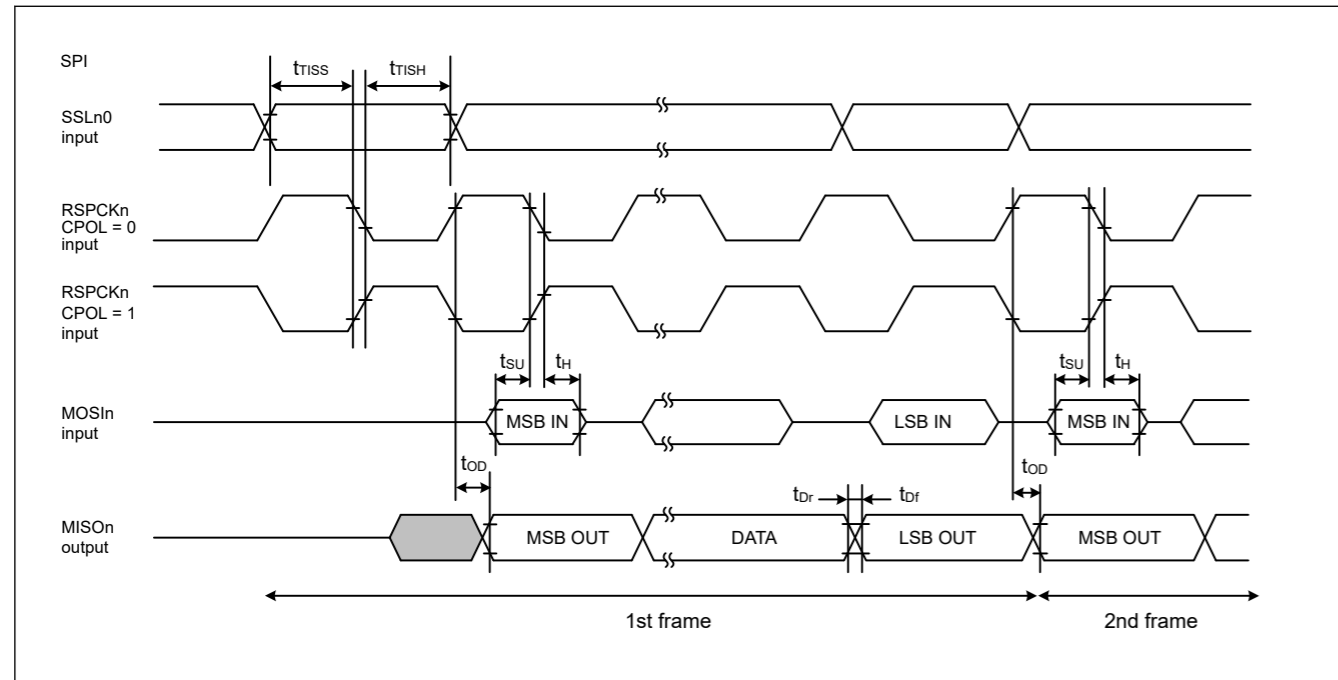 SPI
tTISS
tTISH
SSLn0
input
RSPCKn
CPOL = 0
input
RSPCKn
CPOL = 1
input
tSU
tH
tSU
tH
MOSIn
input
MSB IN
LSB IN
MSB IN
tOD
tDr
tDf
tOD
MISOn
output
MSB OUT
DATA
LSB OUT
MSB OUT
1st frame
2nd frame